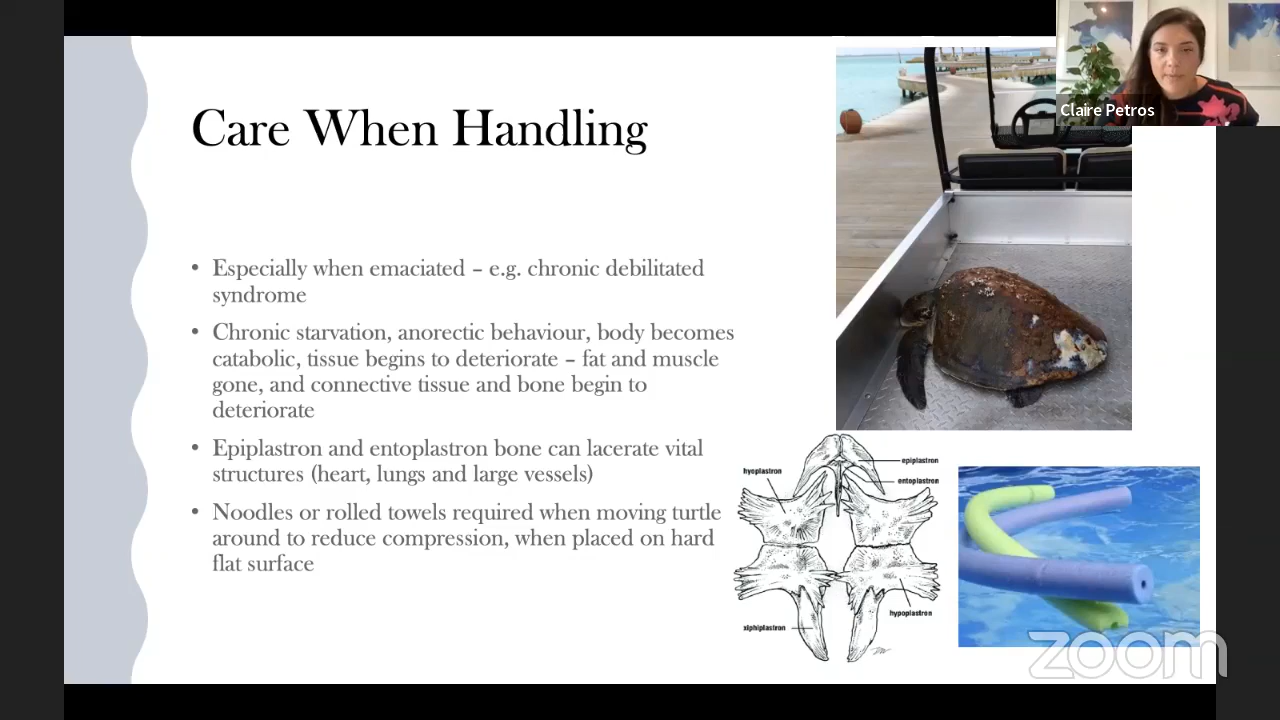 Claire Petros
Care When Handling
• Especially when emaciated – e.g. chronic debilitated
syndrome
• Chronic starvation, anorectic behaviour, body becomes
catabolic, tissue begins to deteriorate – fat and muscle
gone, and connective tissue and bone begin to
deteriorate
• Epiplastron and entoplastron bone can lacerate vital
structures (heart, lungs and large vessels)
• Noodles or rolled towels required when moving turtle
around to reduce compression, when placed on hard
flat surface
epiplastron
hyoplastron
entoplastron
hypoplastron
xiphiplastron
zoom